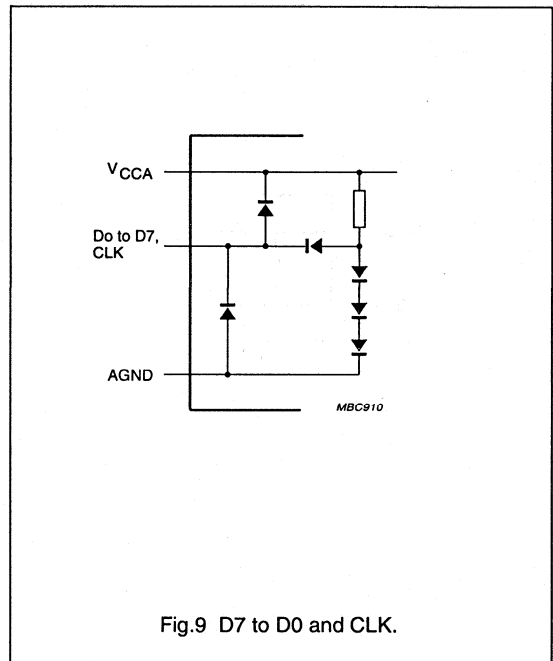 VCCA
Do to D7,
CLK
AGND
MBC910
Fig.9 D7 to D0 and CLK.